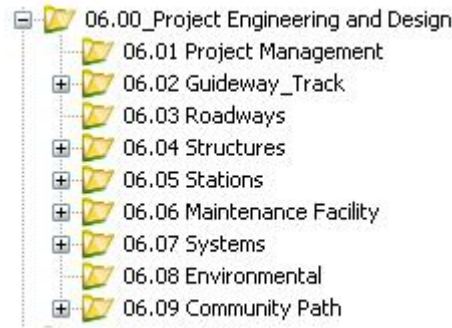 06.00_Project Engineering and Design
06.01 Project Management
06.02 Guideway_Track
06.03 Roadways
06.04 Structures
06.05 Stations
06.06 Maintenance Facility
06.07 Systems
06.08 Environmental
06.09 Community Path